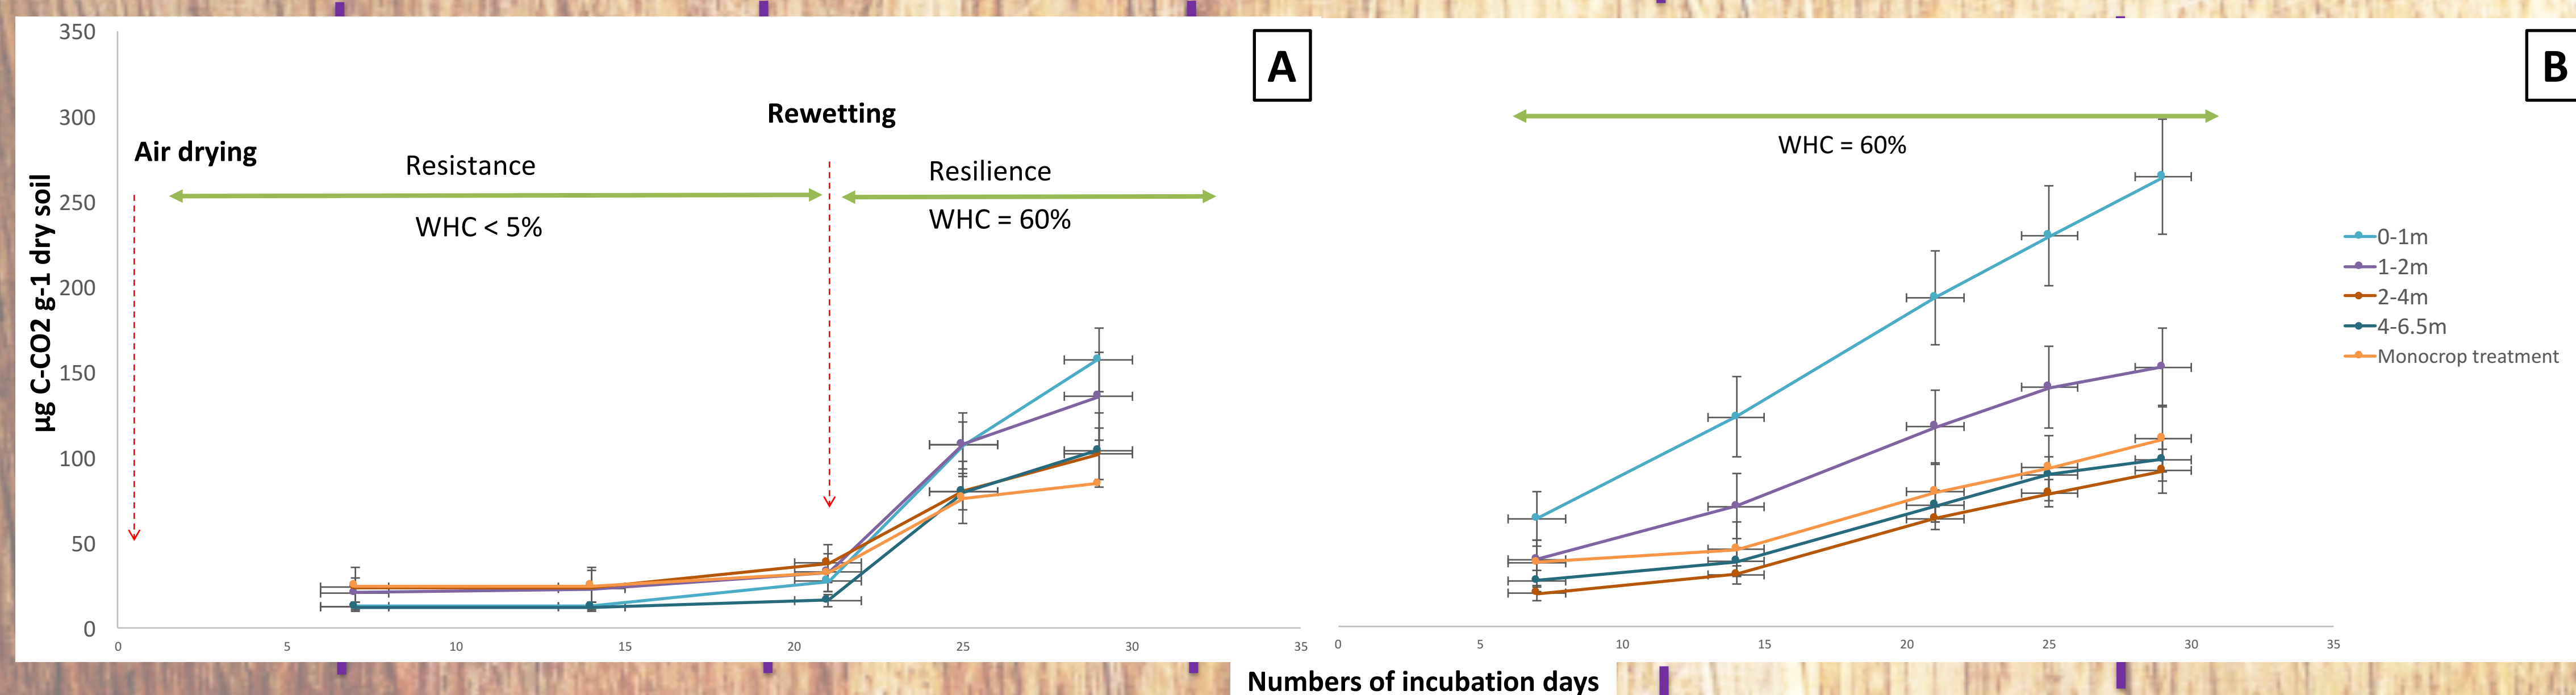 A
B
350
300
250
200
150
100
50
0
µg C-CO2 g-1 dry soil
Air drying
Resistance
WHC < 5%
Rewetting
Resilience
WHC = 60%
0 5 10 15 20 25 30 35
WHC = 60%
0 5 10 15 20 25 30 35
0-1m
1-2m
2-4m
4-6.5m
Monocrop treatment
Numbers of incubation days